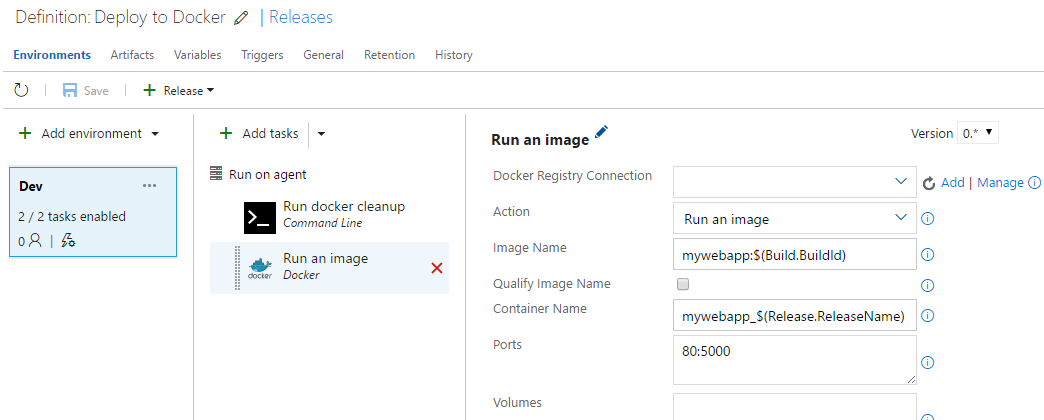 Definition: Deploy to Docker | Releases
Environments Artifacts Variables Triggers General Retention History
Save + Release
+ Add environment
+ Add tasks
Run an image
Version 0.*
Dev
2 / 2 tasks enabled
0
Run on agent
Run docker cleanup
Command Line
Run an image
Docker
docker
Docker Registry Connection
Add | Manage
Action
Run an image
Image Name
mywebapp:$(Build.BuildId)
Qualify Image Name
Container Name
mywebapp_$(Release.ReleaseName)
Ports
80:5000
Volumes